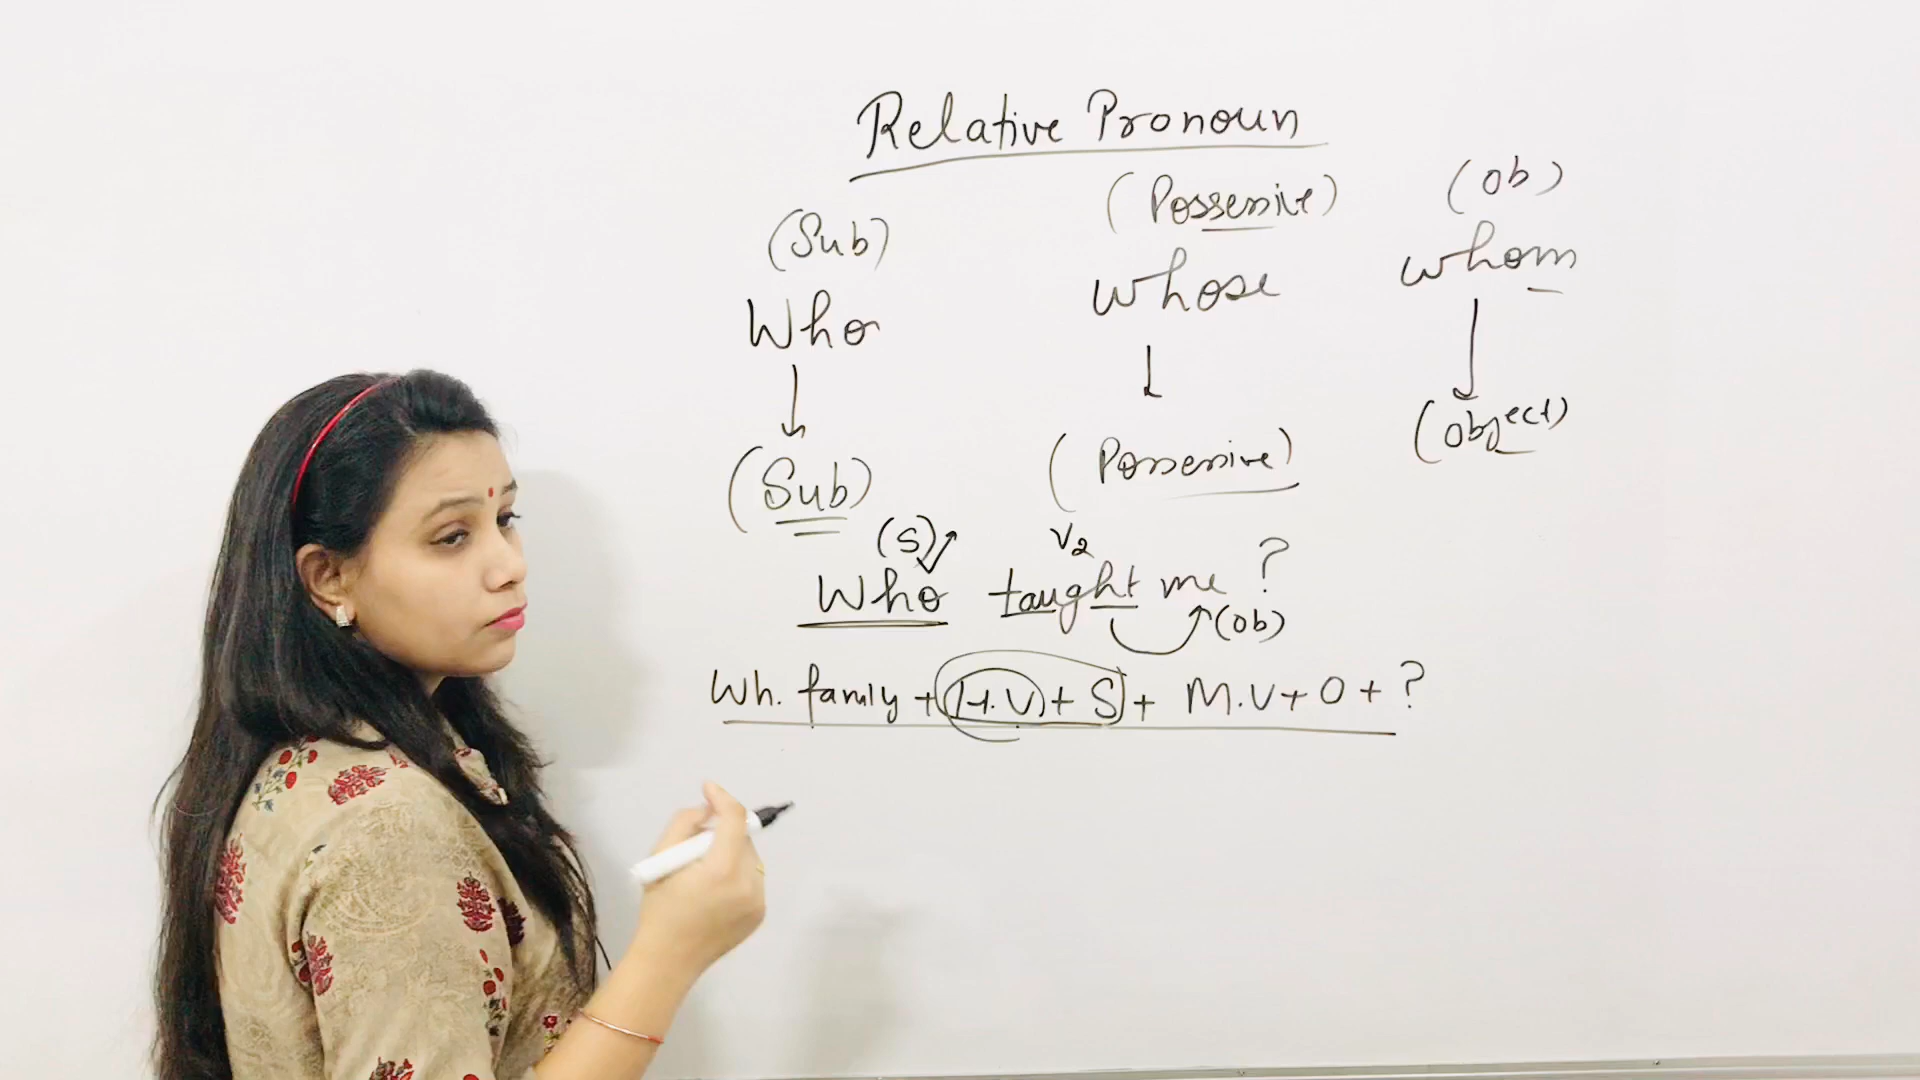 Relative Pronoun
(Sub) (Possessive) (Ob)
Who Whose whom
(Sub) (Possessive) (Object)
(S) V2
Who taught me ?
(Ob)
Wh. family + H.V + S + M.V + O + ?